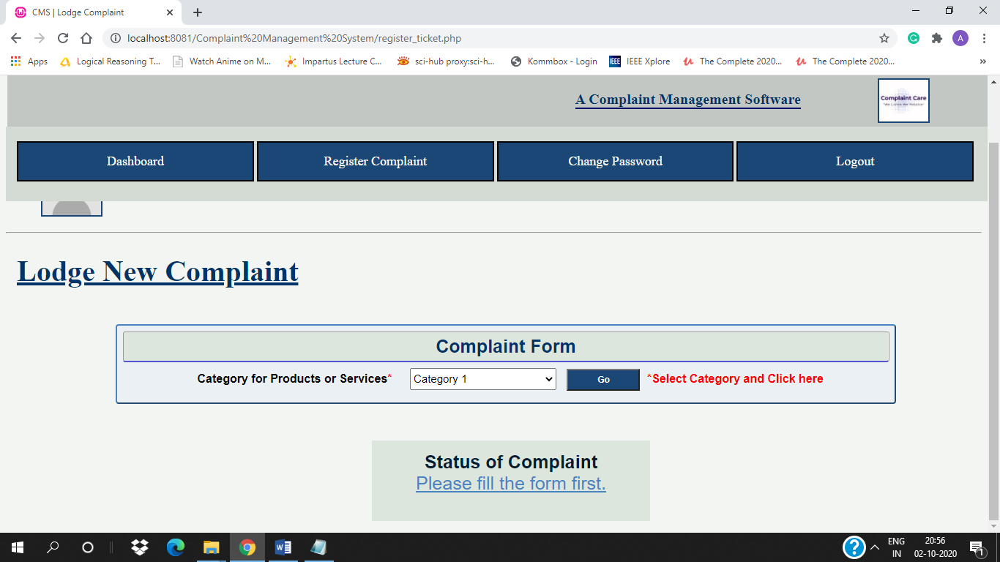 CMS | Lodge Complaint
localhost:8081/Complaint%20Management%20System/register_ticket.php
G
A
Apps
Logical Reasoning T...
Watch Anime on M...
Impartus Lecture C...
sci-hub proxy:sci-h...
Kommbox - Login
IEEE
IEEE Xplore
The Complete 2020...
The Complete 2020...
»
A Complaint Management Software
Complaint Care
Dashboard
Register Complaint
Change Password
Logout
Lodge New Complaint
Complaint Form
Category for Products or Services*
Category 1
Go
*Select Category and Click here
Status of Complaint
Please fill the form first.
ENG
IN
20:56
02-10-2020
1